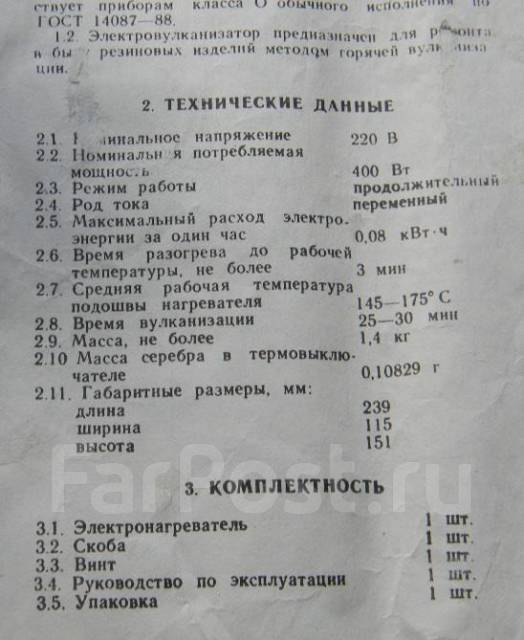 ствует приборам класса О обычного исполнения по
ГОСТ 14087—88.
1.2. Электровулканизатор предназначен для ремонта
в бы резиновых изделий методом горячей вулк лиза
ции.
2. ТЕХНИЧЕСКИЕ ДАННЫЕ
2.1. минальное напряжение 220 В
2.2. Номинальн я потребляемая
мощность 400 Вт
2.3. Режим работы продолжительный
2.4. Род тока переменный
2.5. Максимальный расход электро-
энергии за один час 0,08 кВт·ч
2.6. Время разогрева до рабочей
температуры, не более 3 мин
2.7. Средняя рабочая температура
подошвы нагревателя 145—175° С
2.8. Время вулканизации 25—30 мин
2.9. Масса, не более 1,4 кг
2.10 Масса серебра в термовыклю-
чателе 0,10829 г
2.11. Габаритные размеры, мм:
длина 239
ширина 115
высота 151
FarPost.ru
3. КОМПЛЕКТНОСТЬ
3.1. Электронагреватель 1 шт.
3.2. Скоба 1 шт.
3.3. Винт 1 шт.
3.4. Руководство по эксплуатации 1 шт.
3.5. Упаковка 1 шт.